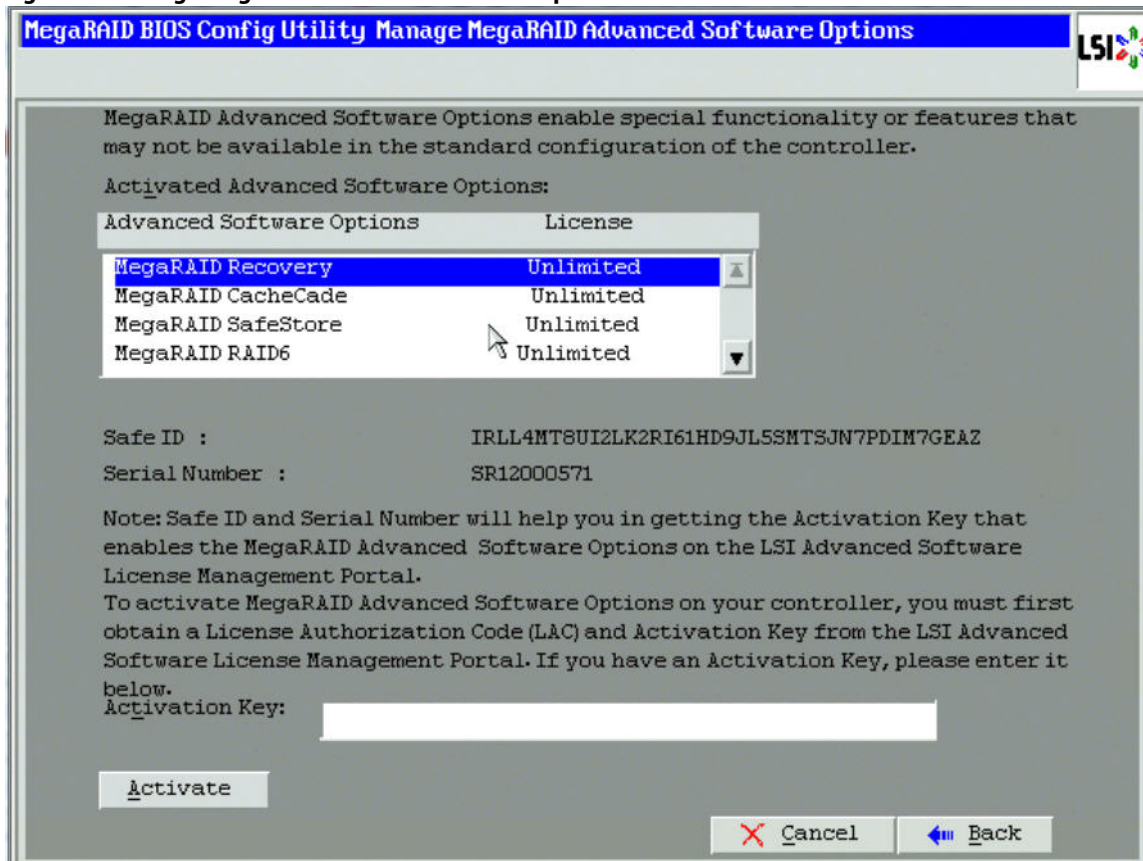 MegaRAID BIOS Config Utility Manage MegaRAID Advanced Software Options
LSI
MegaRAID Advanced Software Options enable special functionality or features that
may not be available in the standard configuration of the controller.
Activated Advanced Software Options:
Advanced Software Options License
MegaRAID Recovery Unlimited
MegaRAID CacheCade Unlimited
MegaRAID SafeStore Unlimited
MegaRAID RAID6 Unlimited
Safe ID : IRLL4MT8UI2LK2RI61HD9JL5SMTSJN7PDIM7GEAZ
Serial Number : SR12000571
Note: Safe ID and Serial Number will help you in getting the Activation Key that
enables the MegaRAID Advanced Software Options on the LSI Advanced Software
License Management Portal.
To activate MegaRAID Advanced Software Options on your controller, you must first
obtain a License Authorization Code (LAC) and Activation Key from the LSI Advanced
Software License Management Portal. If you have an Activation Key, please enter it
below.
Activation Key:
Activate
Cancel
Back